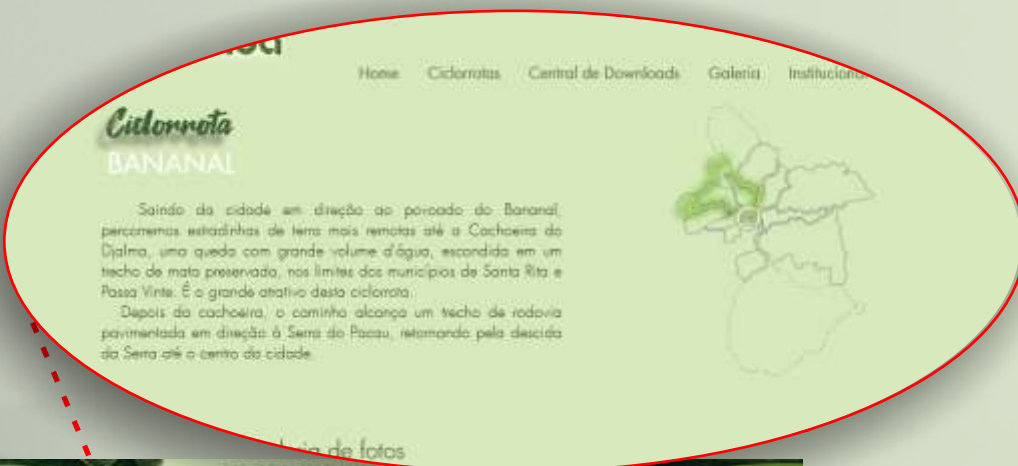 Home Ciclorrotas Central de Downloads Galeria Institucional
Ciclorrota
BANANAL
Saindo da cidade em direção ao povoado do Bananal,
percorremos estradinhas de terra mais remotas até a Cachoeira do
Djalma, uma queda com grande volume d'água, escondida em um
trecho de mata preservada, nos limites dos municípios de Santa Rita e
Passa Vinte. É o grande atrativo desta ciclorrota.
Depois da cachoeira, o caminho alcança um trecho de rodovia
pavimentada em direção à Serra do Pacau, retornando pela descida
da Serra até o centro da cidade.
de fotos